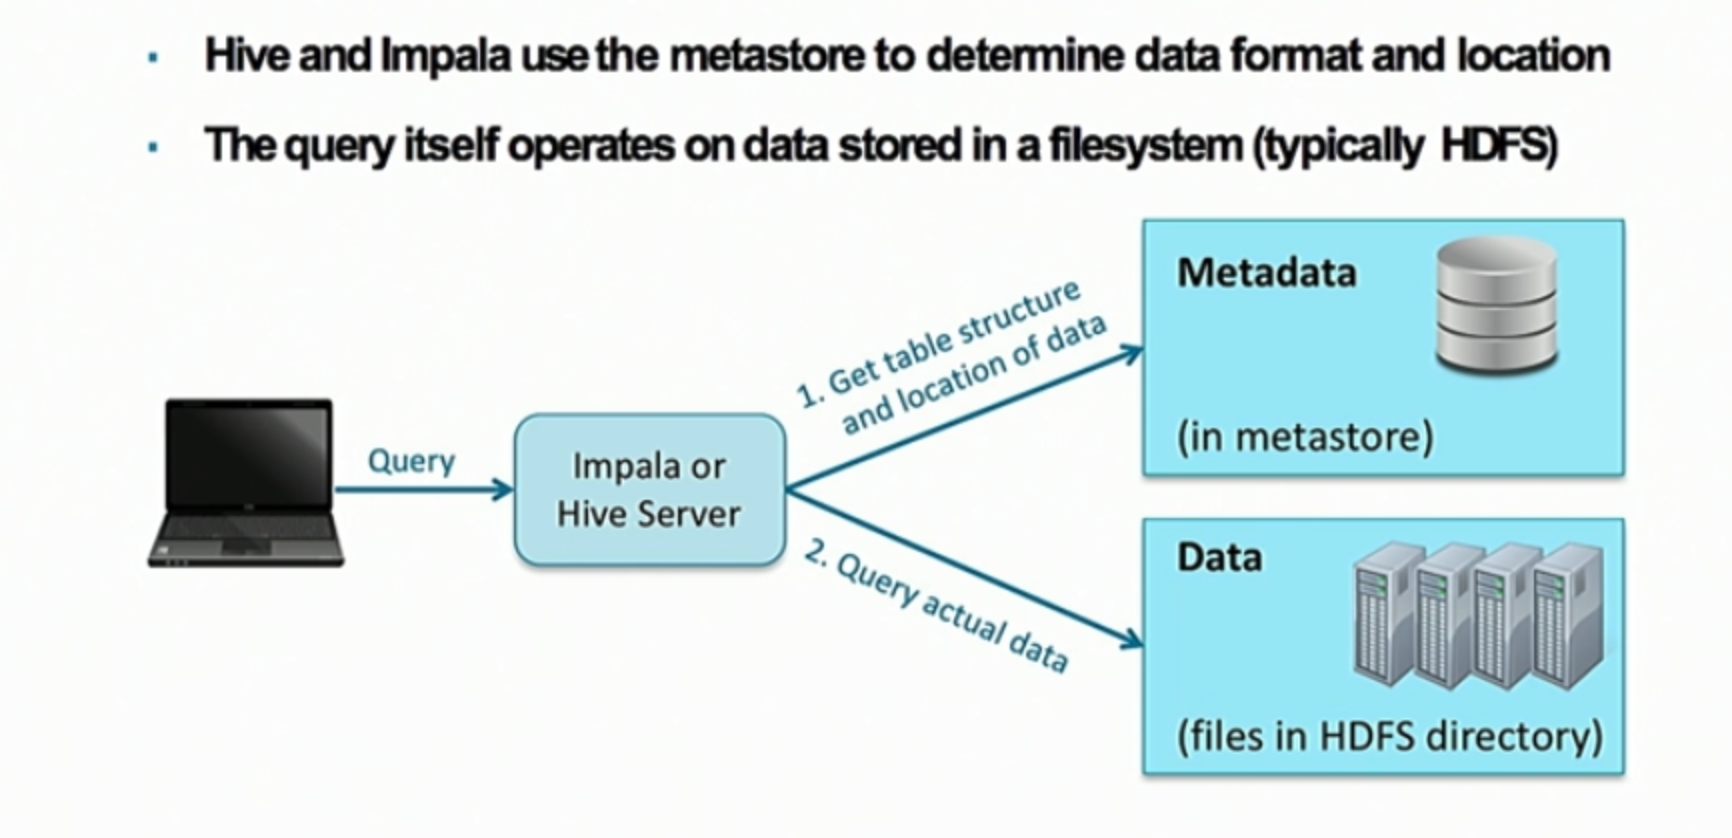 · Hive and Impala use the metastore to determine data format and location
· The query itself operates on data stored in a filesystem (typically HDFS)
Query
Impala or
Hive Server
1. Get table structure
and location of data
2. Query actual data
Metadata
(in metastore)
Data
(files in HDFS directory)